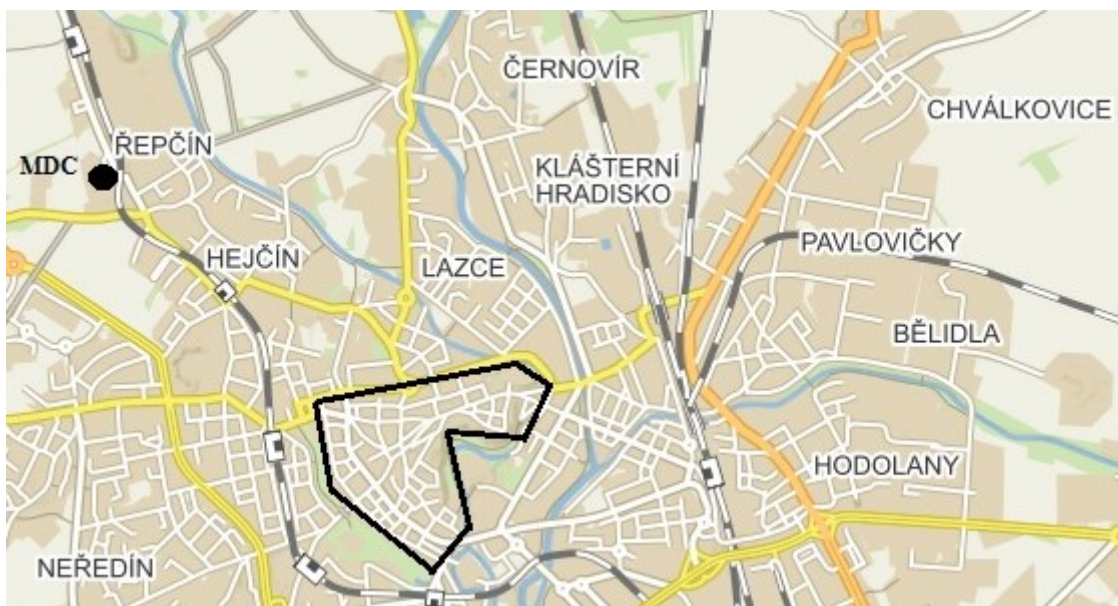 ČERNOVÍR
CHVÁLKOVICE
ŘEPČÍN
MDC
KLÁŠTERNÍ
HRADISKO
PAVLOVIČKY
HEJČÍN
LAZCE
BĚLIDLA
HODOLANY
NEŘEDÍN